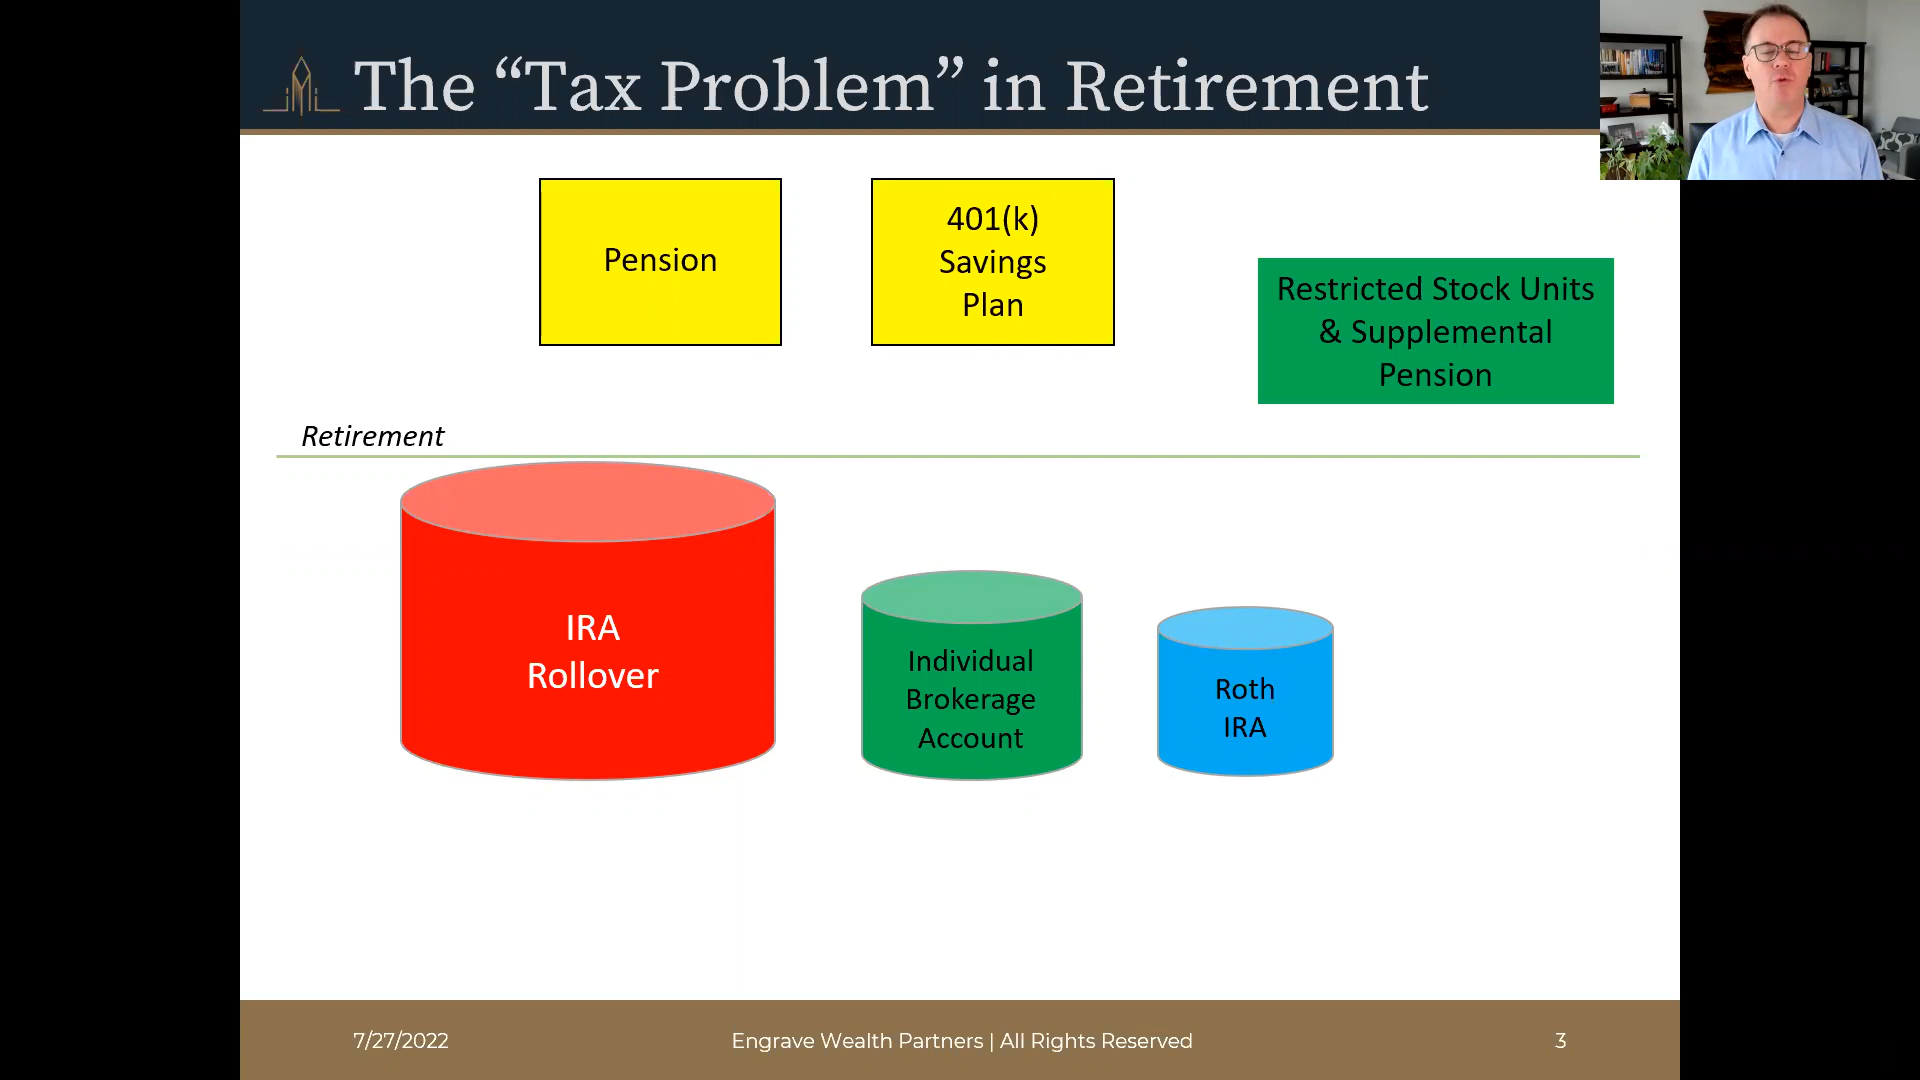 The “Tax Problem” in Retirement
Pension
401(k)
Savings
Plan
Restricted Stock Units
& Supplemental
Pension
Retirement
IRA
Rollover
Individual
Brokerage
Account
Roth
IRA
7/27/2022
Engrave Wealth Partners | All Rights Reserved
3